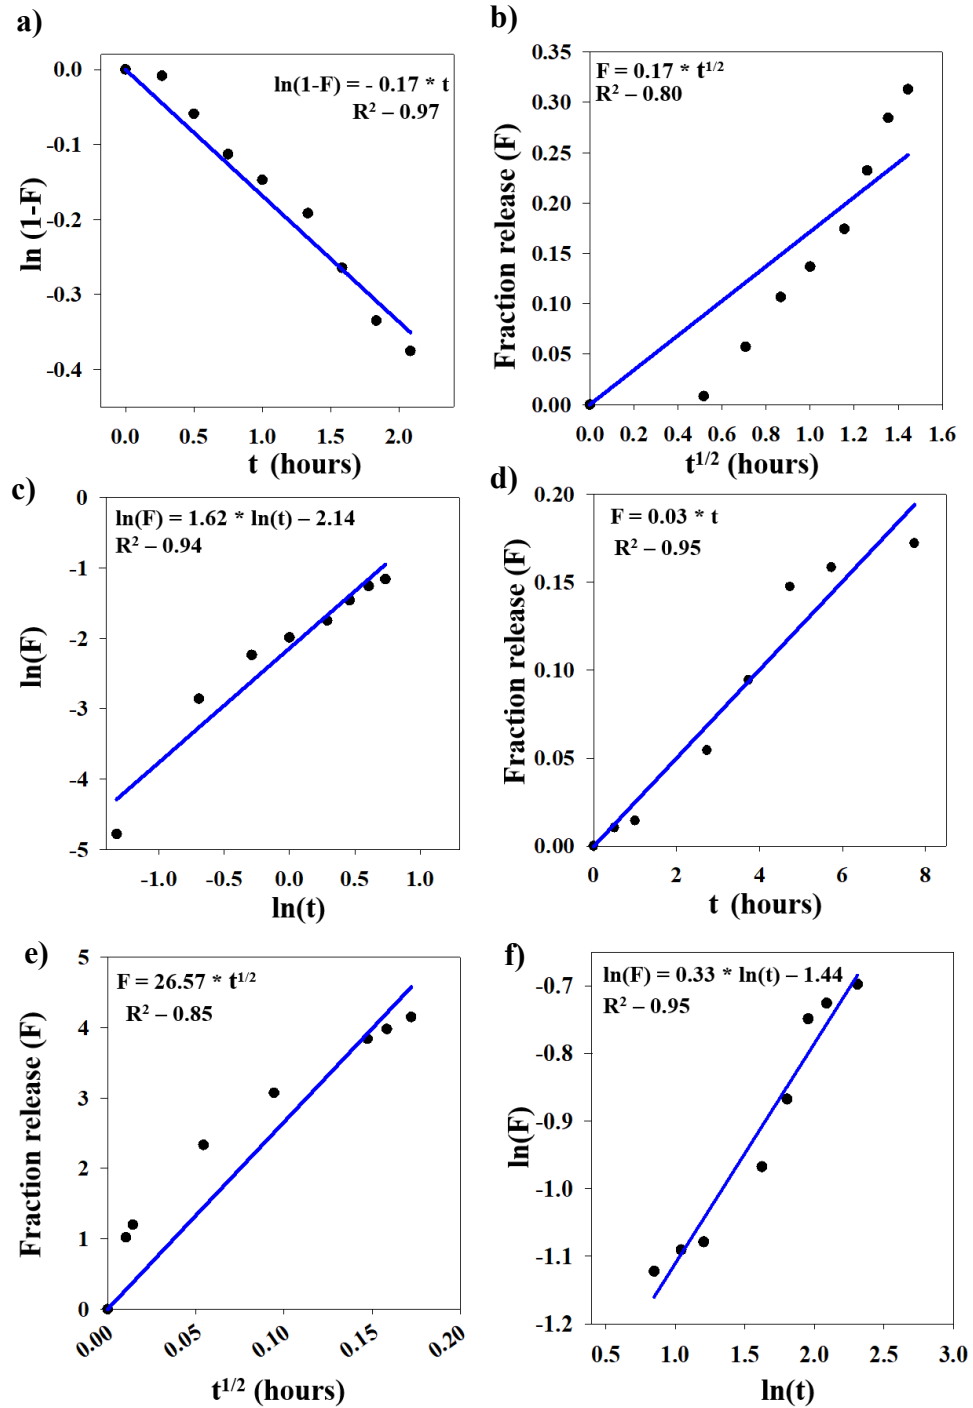 a)
ln(1-F) = - 0.17 * t
R² – 0.97
0.0
-0.1
-0.2
-0.3
-0.4
ln (1-F)
0.0 0.5 1.0 1.5 2.0
t (hours)
b)
F = 0.17 * t^1/2
R² – 0.80
0.35
0.30
0.25
0.20
0.15
0.10
0.05
0.00
Fraction release (F)
0.0 0.2 0.4 0.6 0.8 1.0 1.2 1.4 1.6
t^1/2 (hours)
c)
ln(F) = 1.62 * ln(t) – 2.14
R² – 0.94
0
-1
-2
-3
-4
-5
ln(F)
-1.0 -0.5 0.0 0.5 1.0
ln(t)
d)
F = 0.03 * t
R² – 0.95
0.20
0.15
0.10
0.05
0.00
Fraction release (F)
0 2 4 6 8
t (hours)
e)
F = 26.57 * t^1/2
R² – 0.85
5
4
3
2
1
0
Fraction release (F)
0.00 0.05 0.10 0.15 0.20
t^1/2 (hours)
f)
ln(F) = 0.33 * ln(t) – 1.44
R² – 0.95
-0.7
-0.8
-0.9
-1.0
-1.1
-1.2
ln(F)
0.5 1.0 1.5 2.0 2.5 3.0
ln(t)